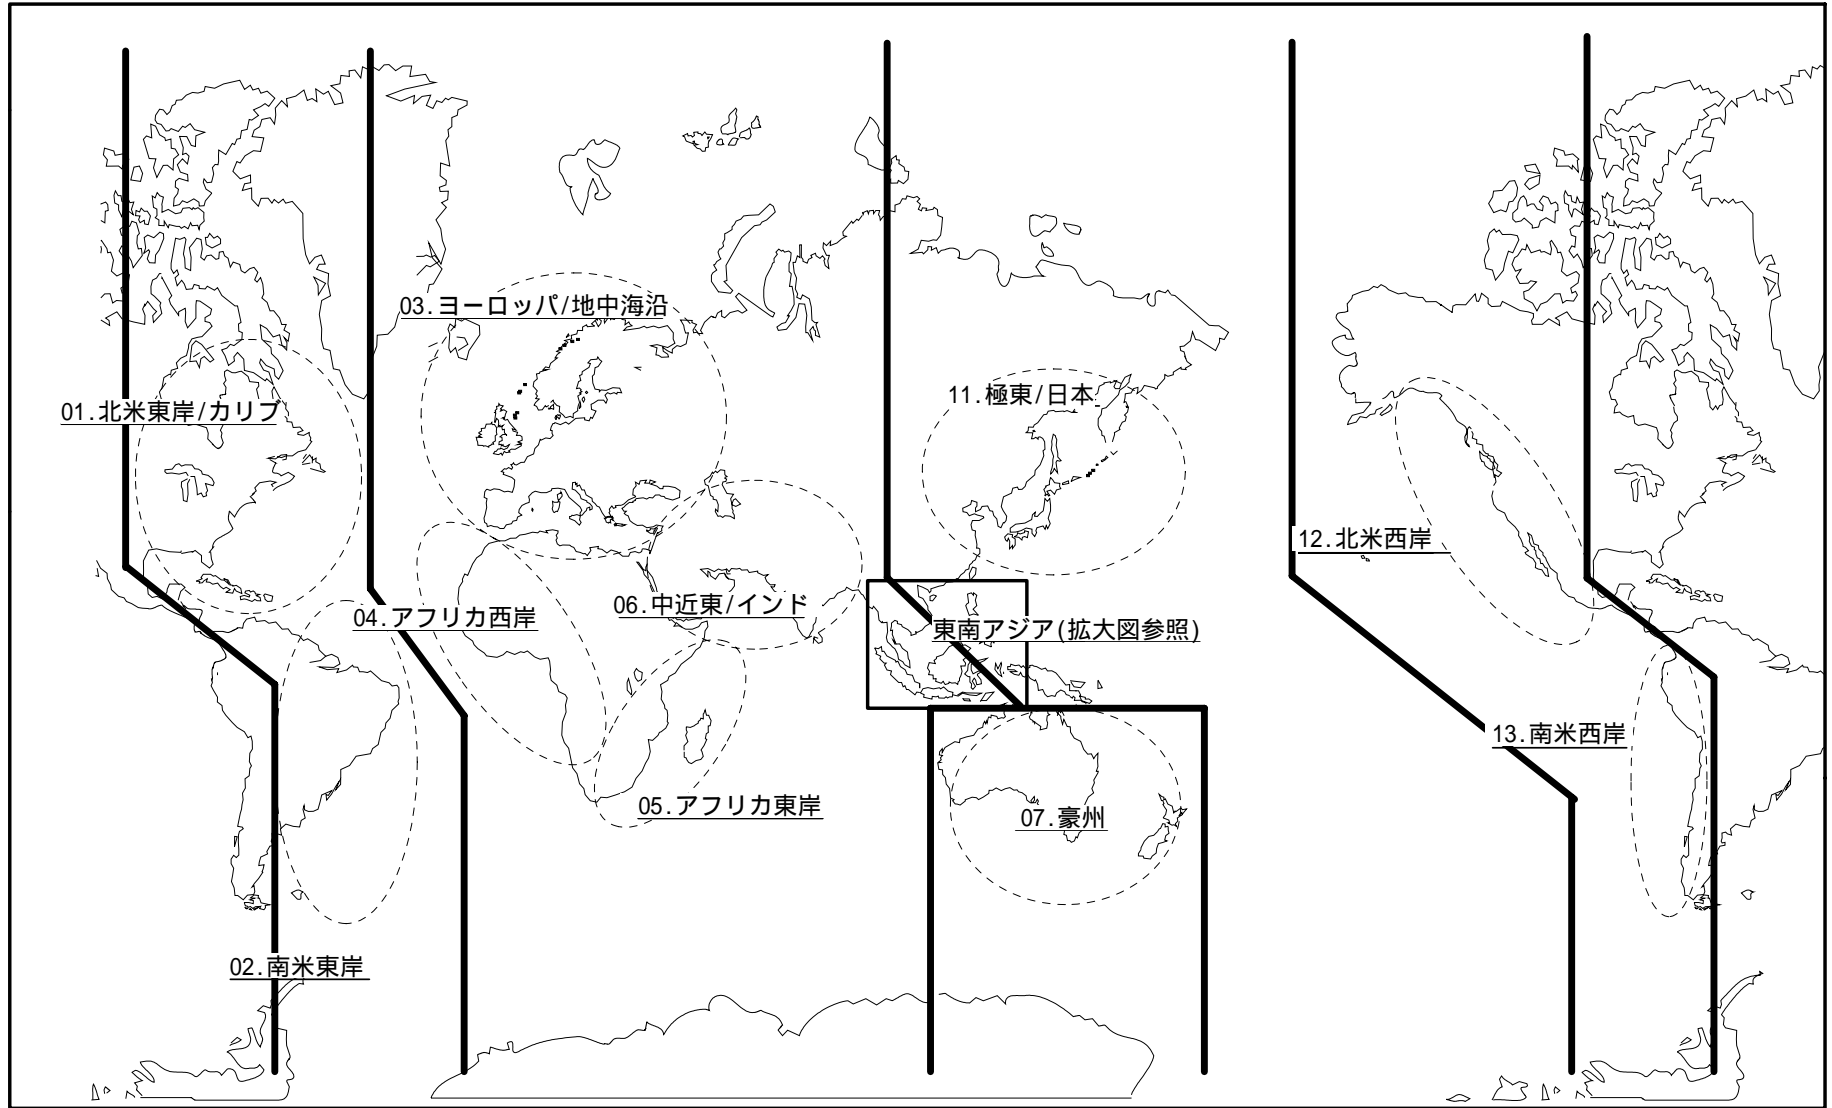 03.ヨーロッパ/地中海沿
11.極東/日本
01.北米東岸/カリブ
12.北米西岸
06.中近東/インド
04.アフリカ西岸
東南アジア(拡大図参照)
13.南米西岸
05.アフリカ東岸
07.豪州
02.南米東岸